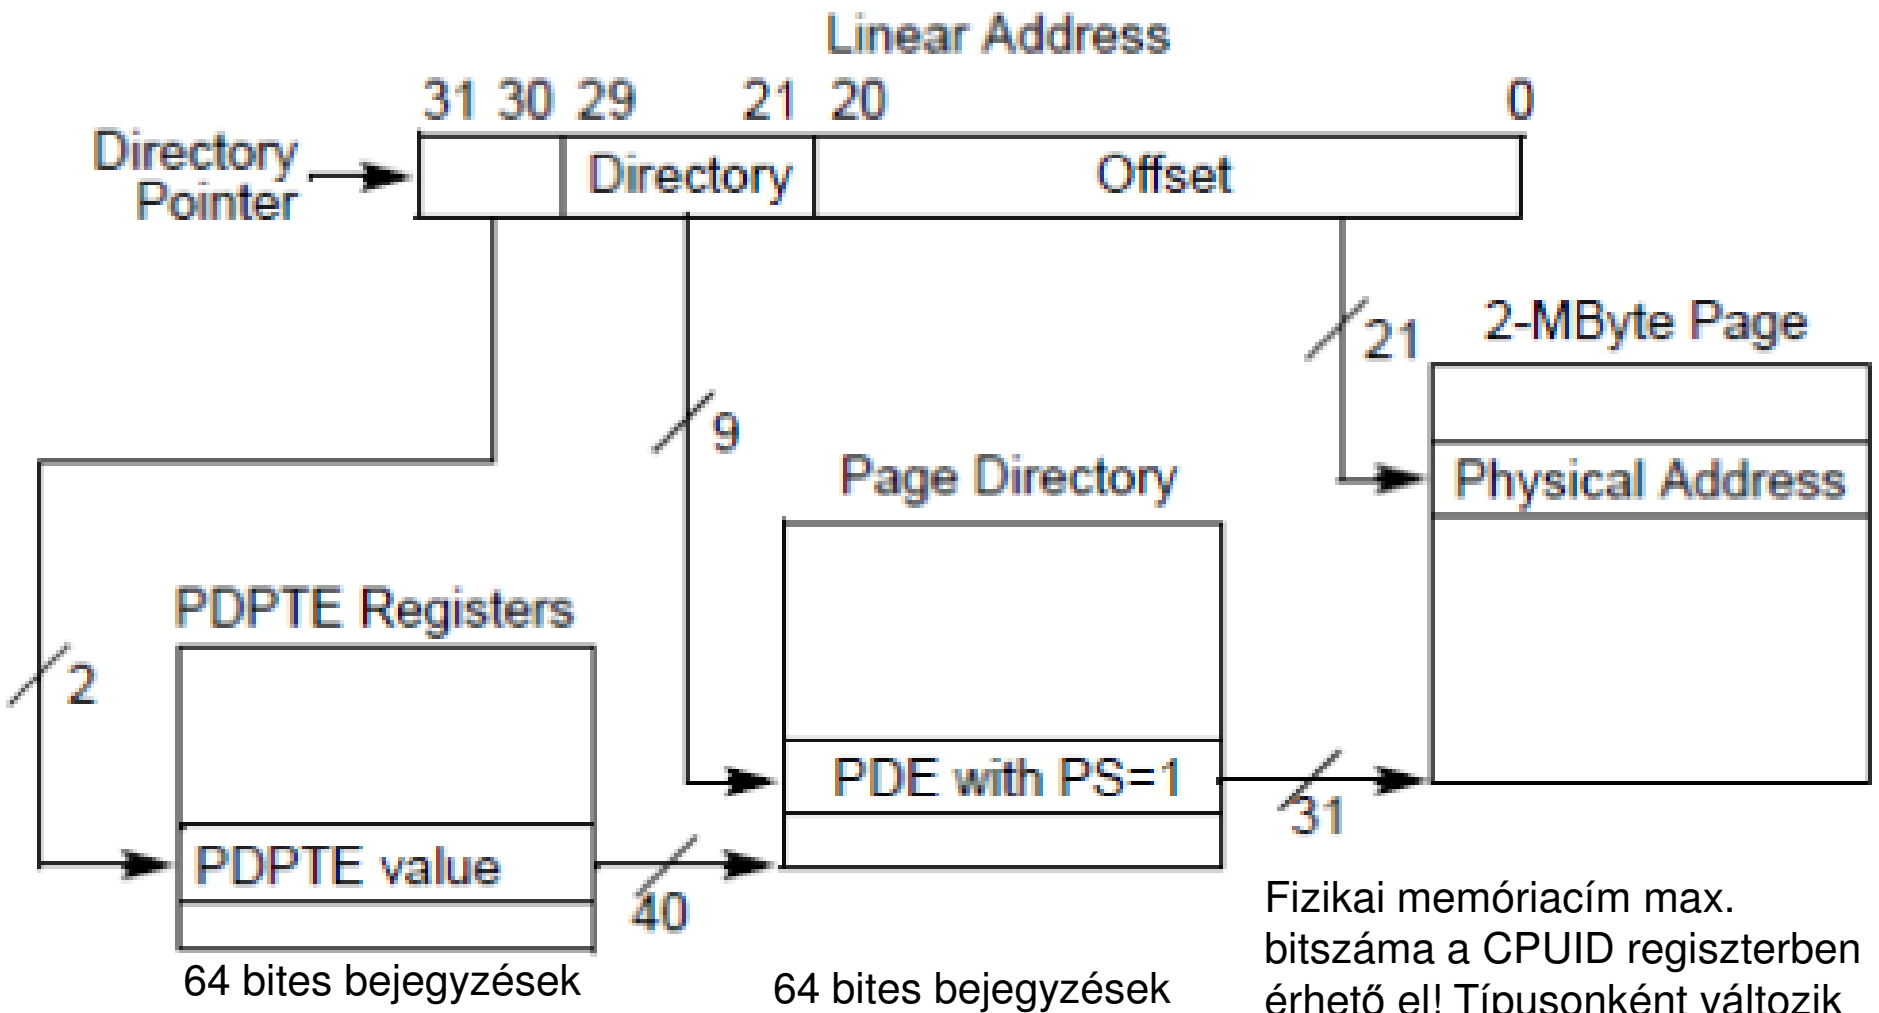 Linear Address
31 30 29 21 20 0
Directory
Pointer
Directory
Offset
21
2-MByte Page
9
Page Directory
Physical Address
PDPTE Registers
2
PDE with PS=1
31
PDPTE value
40
64 bites bejegyzések
64 bites bejegyzések
Fizikai memóriacím max.
bitszáma a CPUID regiszterben
érhető el! Típusonként változik